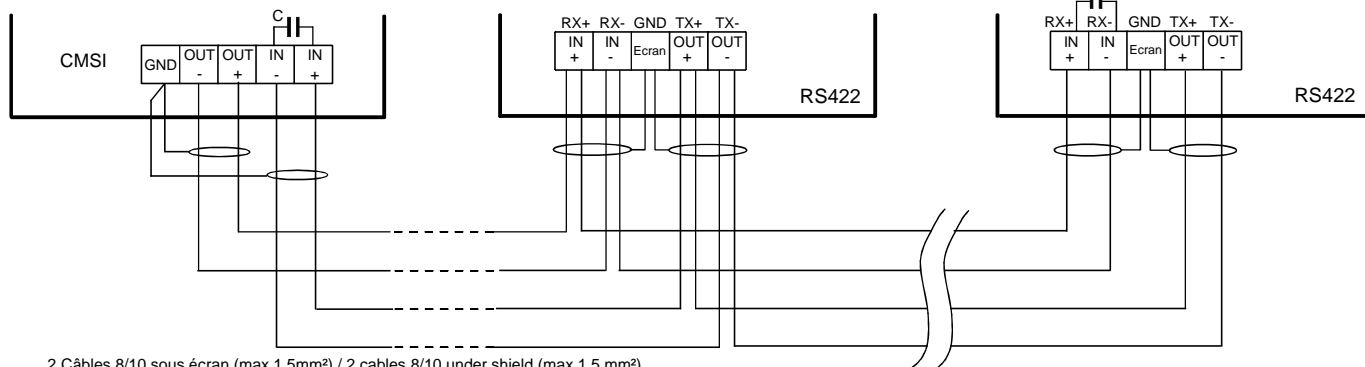 C
CMSI
GND
OUT
-
OUT
+
IN
-
IN
+
RX+ RX- GND TX+ TX-
IN
+
IN
-
Ecran
OUT
+
OUT
-
RS422
RX+ RX- GND TX+ TX-
IN
+
IN
-
Ecran
OUT
+
OUT
-
RS422
2 Câbles 8/10 sous écran (max 1.5mm²) / 2 cables 8/10 under shield (max 1.5 mm²)